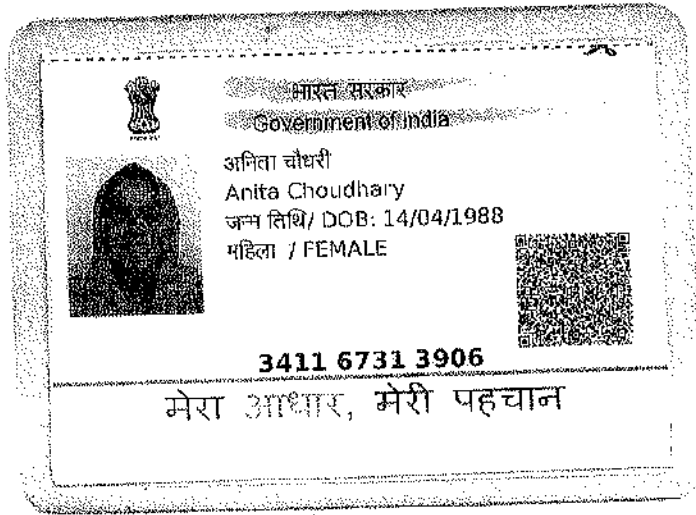 भारत सरकार
Government of India
अनिता चौधरी
Anita Choudhary
जन्म तिथि/ DOB: 14/04/1988
महिला / FEMALE
3411 6731 3906
मेरा आधार, मेरी पहचान